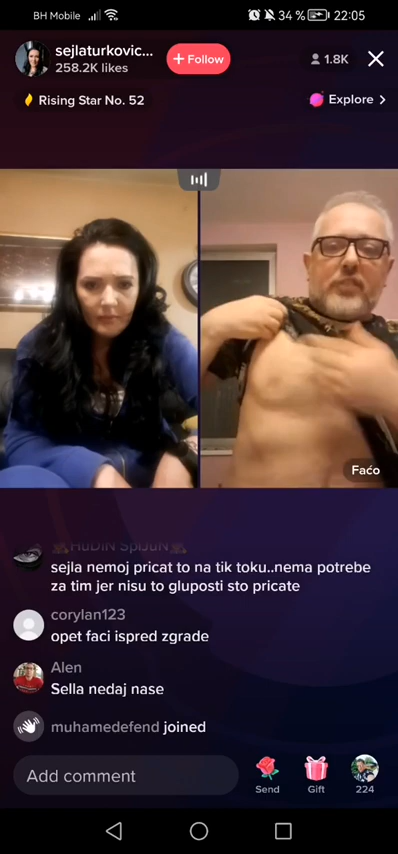 BH Mobile
34 %
22:05
sejlaturkovic...
258.2K likes
+ Follow
1.8K
Rising Star No. 52
Explore >
Faćo
HuDiN SpiJuN
sejla nemoj pricat to na tik toku..nema potrebe
za tim jer nisu to gluposti sto pricate
corylan123
opet faci ispred zgrade
Alen
Sella nedaj nase
muhamedefend joined
Add comment
Send
Gift
224